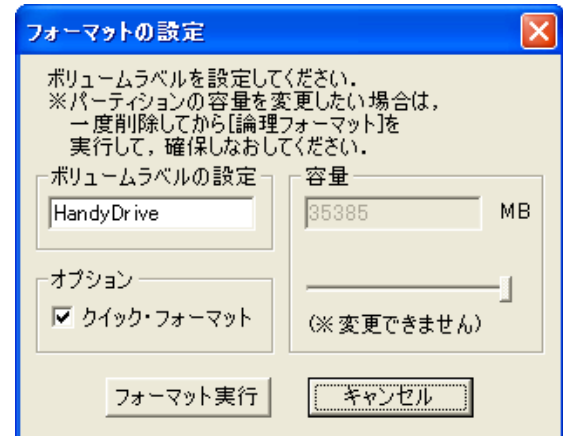 フォーマットの設定
ボリュームラベルを設定してください.
※パーティションの容量を変更したい場合は,
一度削除してから[論理フォーマット]を
実行して, 確保しなおしてください.
ボリュームラベルの設定
HandyDrive
容量
35385 MB
オプション
クイック・フォーマット
(※変更できません)
フォーマット実行
キャンセル